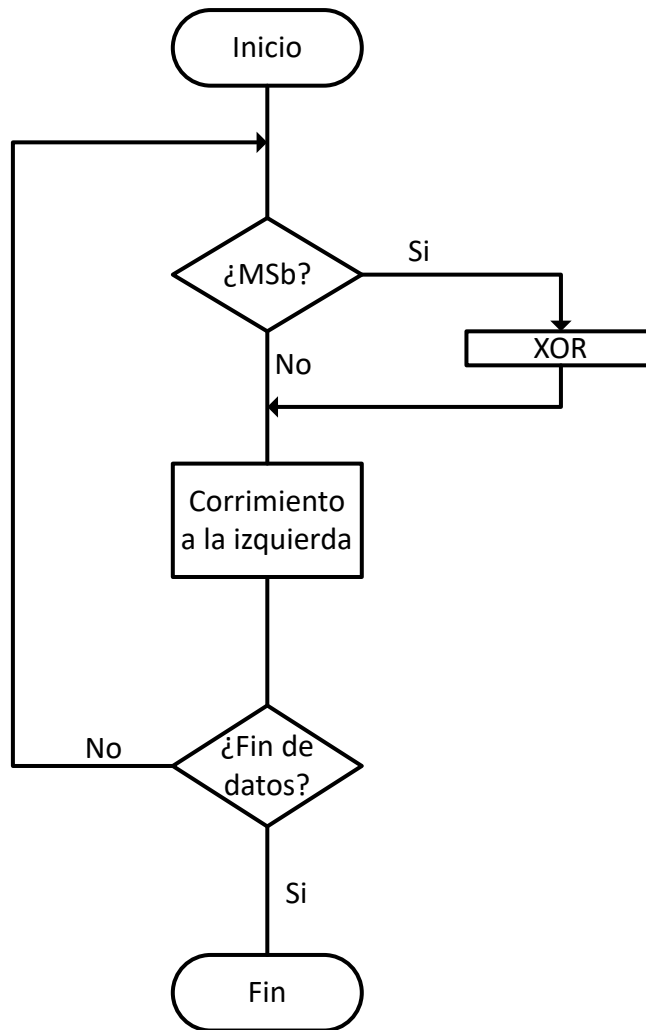 Inicio
¿MSb?
Si
XOR
No
Corrimiento
a la izquierda
¿Fin de
datos?
No
Si
Fin